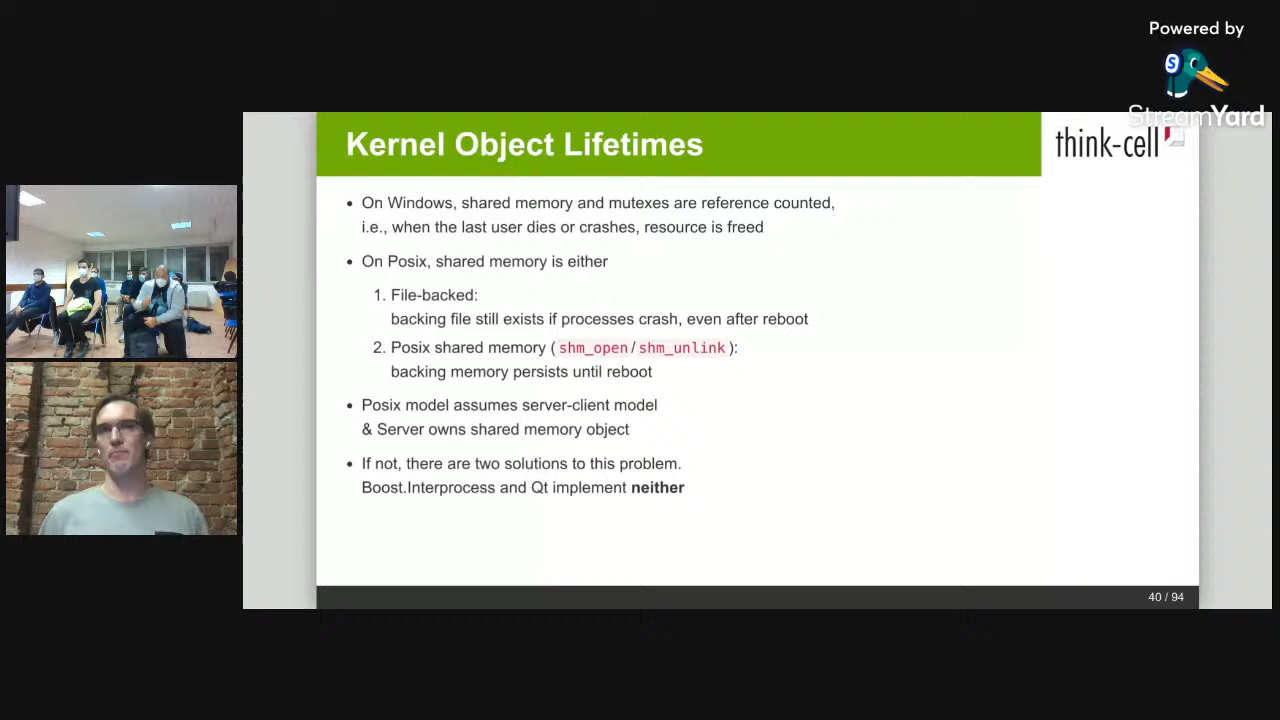 Powered by
S
StreamYard
Kernel Object Lifetimes
think-cell
• On Windows, shared memory and mutexes are reference counted,
i.e., when the last user dies or crashes, resource is freed
• On Posix, shared memory is either
1. File-backed:
backing file still exists if processes crash, even after reboot
2. Posix shared memory ( shm_open / shm_unlink ):
backing memory persists until reboot
• Posix model assumes server-client model
& Server owns shared memory object
• If not, there are two solutions to this problem.
Boost.Interprocess and Qt implement neither
40 / 94